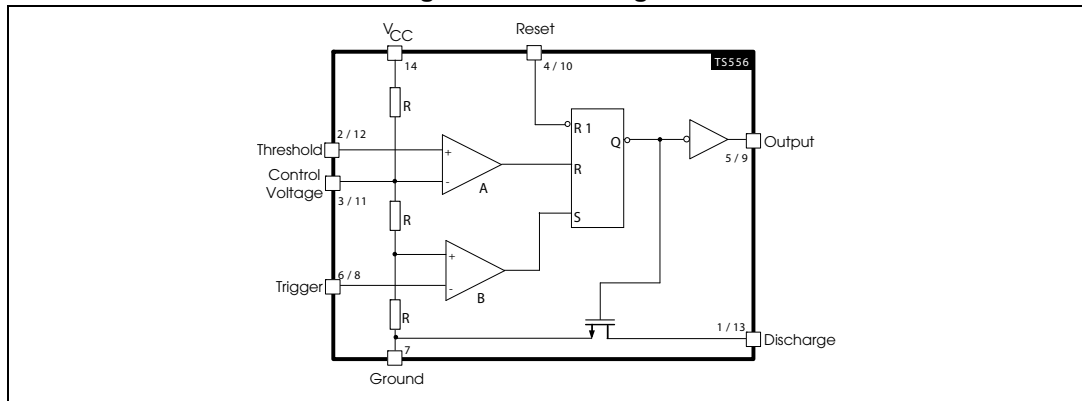 VCC
Reset
14
4 / 10
TS556
R
2 / 12
Threshold
+
R 1
Q
Output
5 / 9
Control
Voltage
-
A
R
3 / 11
R
S
+
6 / 8
Trigger
-
B
R
1 / 13
Discharge
7
Ground